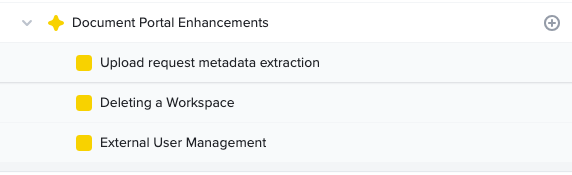 Document Portal Enhancements
Upload request metadata extraction
Deleting a Workspace
External User Management